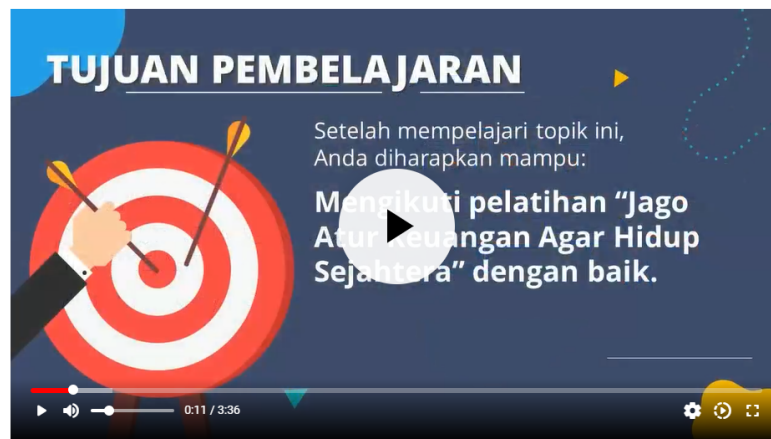 TUJUAN PEMBELAJARAN
Setelah mempelajari topik ini,
Anda diharapkan mampu:
Mengikuti pelatihan “Jago
Atur Keuangan Agar Hidup
Sejahtera” dengan baik.
0:11 / 3:36